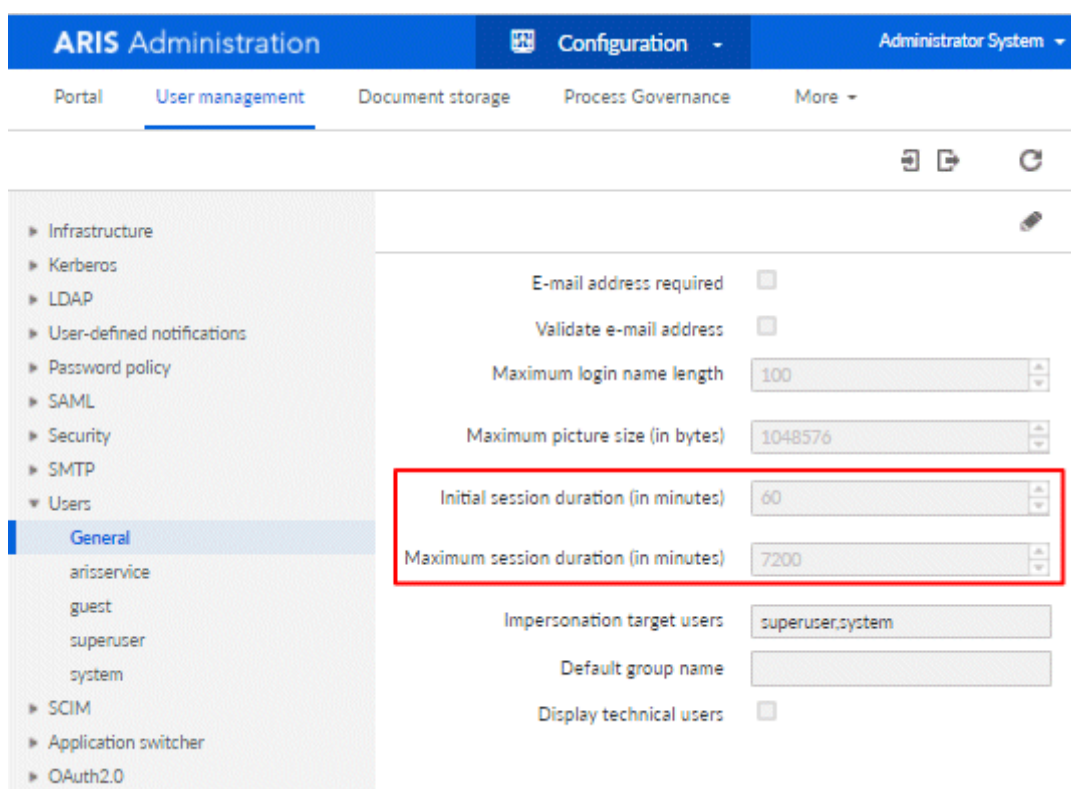 ARIS Administration Configuration Administrator System
Portal User management Document storage Process Governance More
Infrastructure
Kerberos
LDAP
User-defined notifications
Password policy
SAML
Security
SMTP
Users
General
arisservice
guest
superuser
system
SCIM
Application switcher
OAuth2.0
E-mail address required
Validate e-mail address
Maximum login name length 100
Maximum picture size (in bytes) 1048576
Initial session duration (in minutes) 60
Maximum session duration (in minutes) 7200
Impersonation target users superuser,system
Default group name
Display technical users